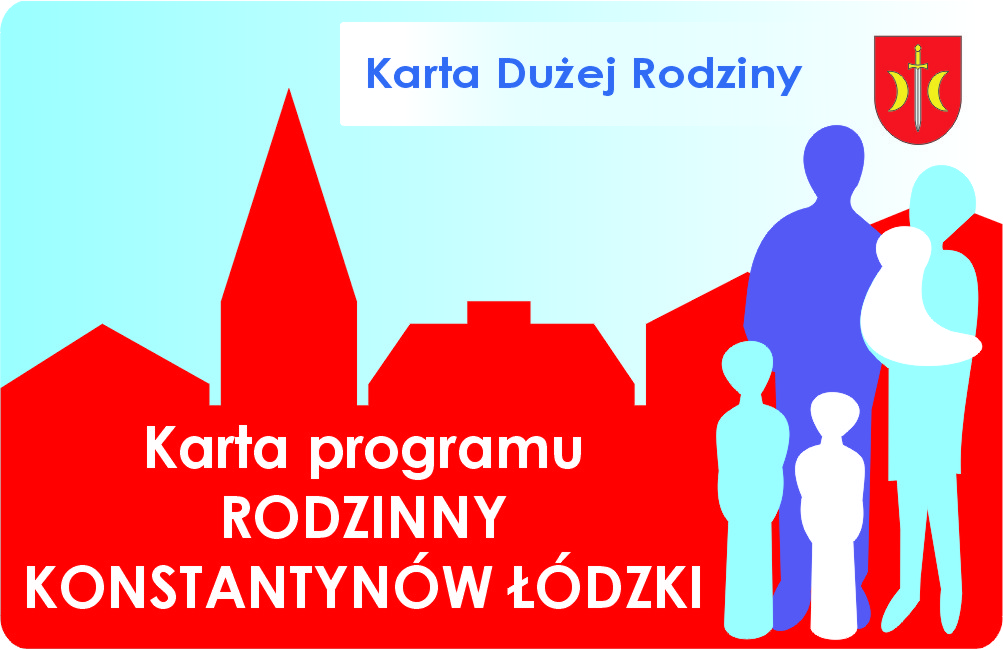 Karta Dużej Rodziny
Karta programu
RODZINNY
KONSTANTYNÓW ŁÓDZKI